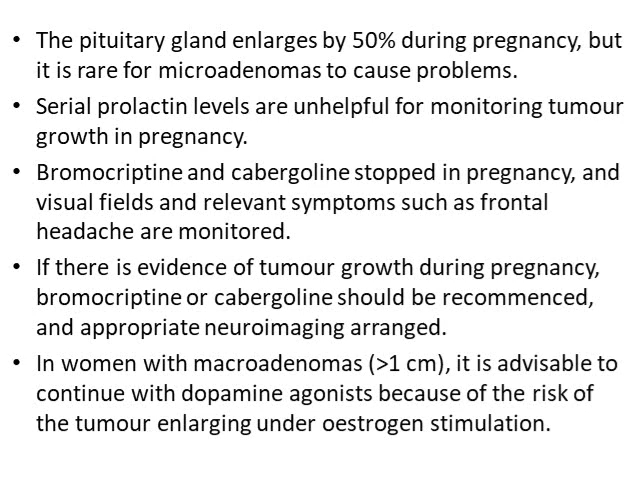 • The pituitary gland enlarges by 50% during pregnancy, but
it is rare for microadenomas to cause problems.
• Serial prolactin levels are unhelpful for monitoring tumour
growth in pregnancy.
• Bromocriptine and cabergoline stopped in pregnancy, and
visual fields and relevant symptoms such as frontal
headache are monitored.
• If there is evidence of tumour growth during pregnancy,
bromocriptine or cabergoline should be recommenced,
and appropriate neuroimaging arranged.
• In women with macroadenomas (>1 cm), it is advisable to
continue with dopamine agonists because of the risk of
the tumour enlarging under oestrogen stimulation.